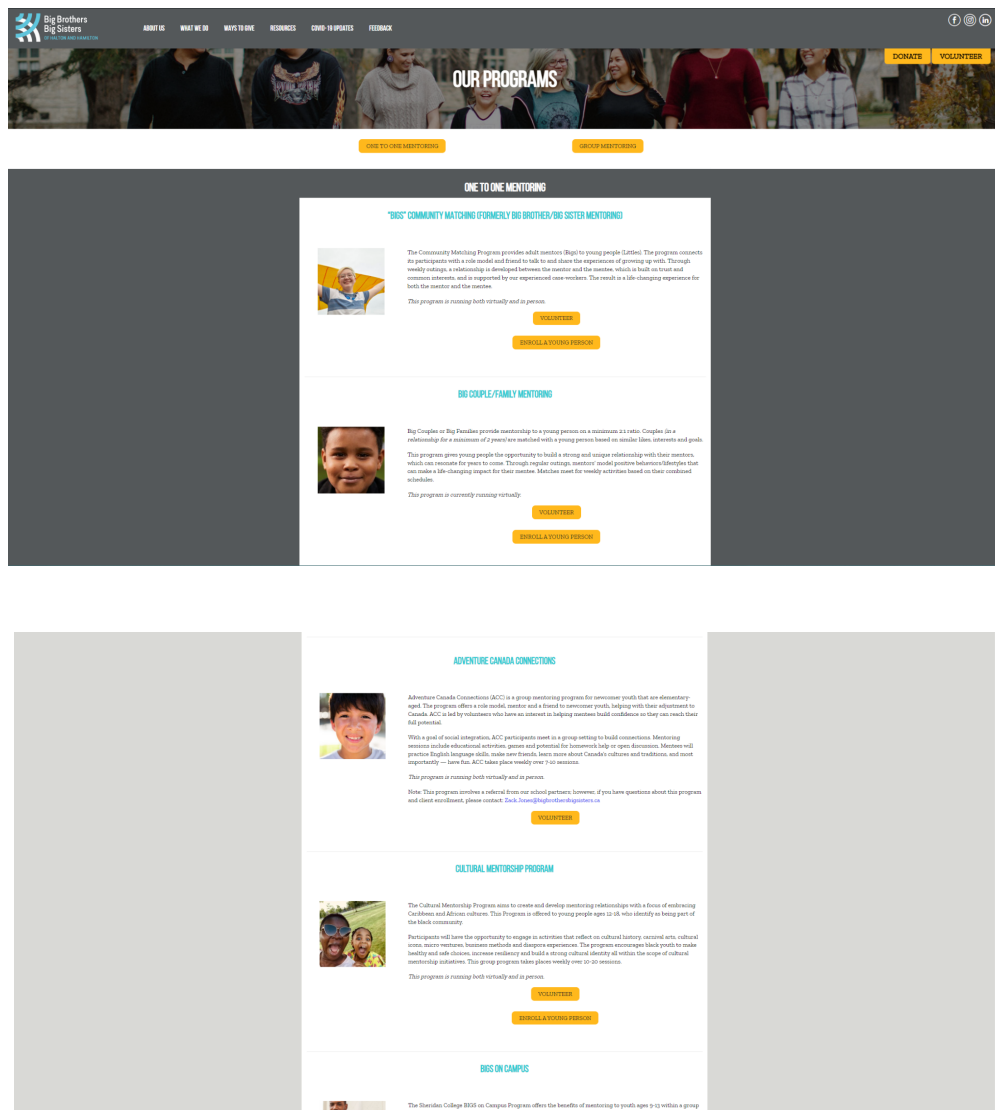 Big Brothers
Big Sisters
OF HALTON AND HAMILTON
ABOUT US
WHAT WE DO
WAYS TO GIVE
RESOURCES
COVID-19 UPDATES
FEEDBACK
DONATE
VOLUNTEER
OUR PROGRAMS
ONE TO ONE MENTORING
GROUP MENTORING
ONE TO ONE MENTORING
"BIGS" COMMUNITY MATCHING (FORMERLY BIG BROTHER/BIG SISTER MENTORING)
The Community Matching Program provides adult mentors (Bigs) to young people (Littles). The program connects
its participants with a role model and friend to talk to and share the experiences of growing up with. Through
weekly outings, a relationship is developed between the mentor and the mentee, which is built on trust and
common interests, and is supported by our experienced case-workers. The result is a life-changing experience for
both the mentor and the mentee.
This program is running both virtually and in person.
VOLUNTEER
ENROLL A YOUNG PERSON
BIG COUPLE/FAMILY MENTORING
Big Couples or Big Families provide mentorship to a young person on a minimum 2:1 ratio. Couples (in a
relationship for a minimum of 2 years) are matched with a young person based on similar likes, interests and goals.
This program gives young people the opportunity to build a strong and unique relationship with their mentors,
which can resonate for years to come. Through regular outings, mentors' model positive behaviors/lifestyles that
can make a life-changing impact for their mentee. Matches meet for weekly activities based on their combined
schedules.
This program is currently running virtually.
VOLUNTEER
ENROLL A YOUNG PERSON
ADVENTURE CANADA CONNECTIONS
Adventure Canada Connections (ACC) is a group mentoring program for newcomer youth that are elementary-
aged. The program offers a role model, mentor and a friend to newcomer youth, helping with their adjustment to
Canada. ACC is led by volunteers who have an interest in helping mentees build confidence so they can reach their
full potential.
With a goal of social integration, ACC participants meet in a group setting to build connections. Mentoring
sessions include educational activities, games and potential for homework help or open discussion. Mentees will
practice English language skills, make new friends, learn more about Canada's cultures and traditions, and most
importantly — have fun. ACC takes place weekly over 7-10 sessions.
This program is running both virtually and in person.
Note: This program involves a referral from our school partners; however, if you have questions about this program
and client enrollment, please contact: Zack.Jones@bigbrothersbigsisters.ca
VOLUNTEER
CULTURAL MENTORSHIP PROGRAM
The Cultural Mentorship Program aims to create and develop mentoring relationships with a focus of embracing
Caribbean and African cultures. This Program is offered to young people ages 12-18, who identify as being part of
the black community.
Participants will have the opportunity to engage in activities that reflect on cultural history, carnival arts, cultural
icons, micro ventures, business methods and diaspora experiences. The program encourages black youth to make
healthy and safe choices, increase resiliency and build a strong cultural identity all within the scope of cultural
mentorship initiatives. This group program takes places weekly over 10-20 sessions.
This program is running both virtually and in person.
VOLUNTEER
ENROLL A YOUNG PERSON
BIGS ON CAMPUS
The Sheridan College BIGS on Campus Program offers the benefits of mentoring to youth ages 9-13 within a group